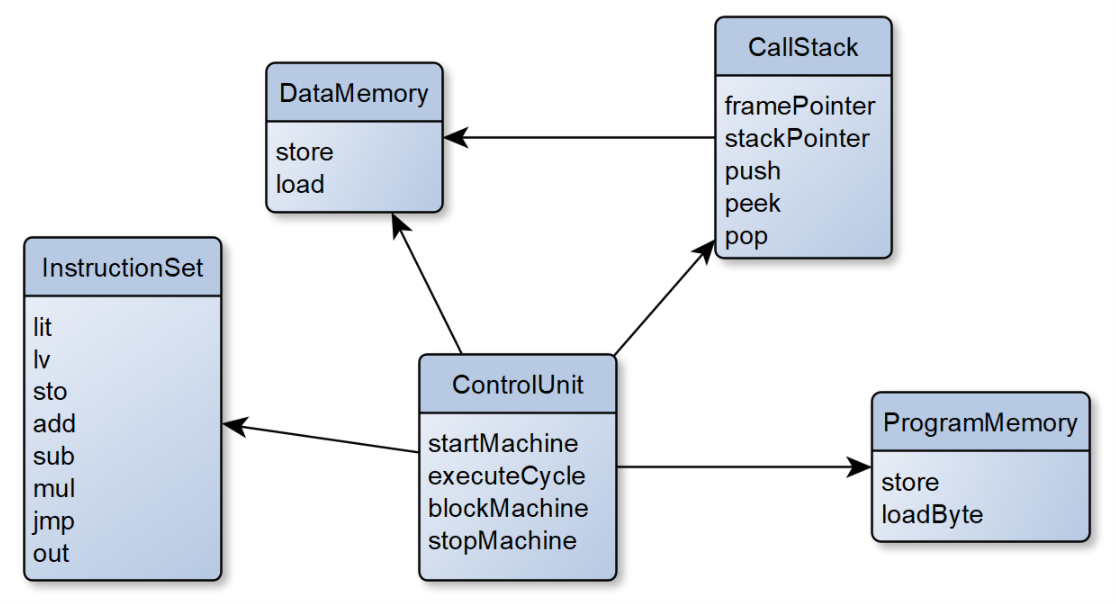 CallStack
framePointer
stackPointer
push
peek
pop
DataMemory
store
load
InstructionSet
lit
lv
sto
add
sub
mul
jmp
out
ControlUnit
startMachine
executeCycle
blockMachine
stopMachine
ProgramMemory
store
loadByte